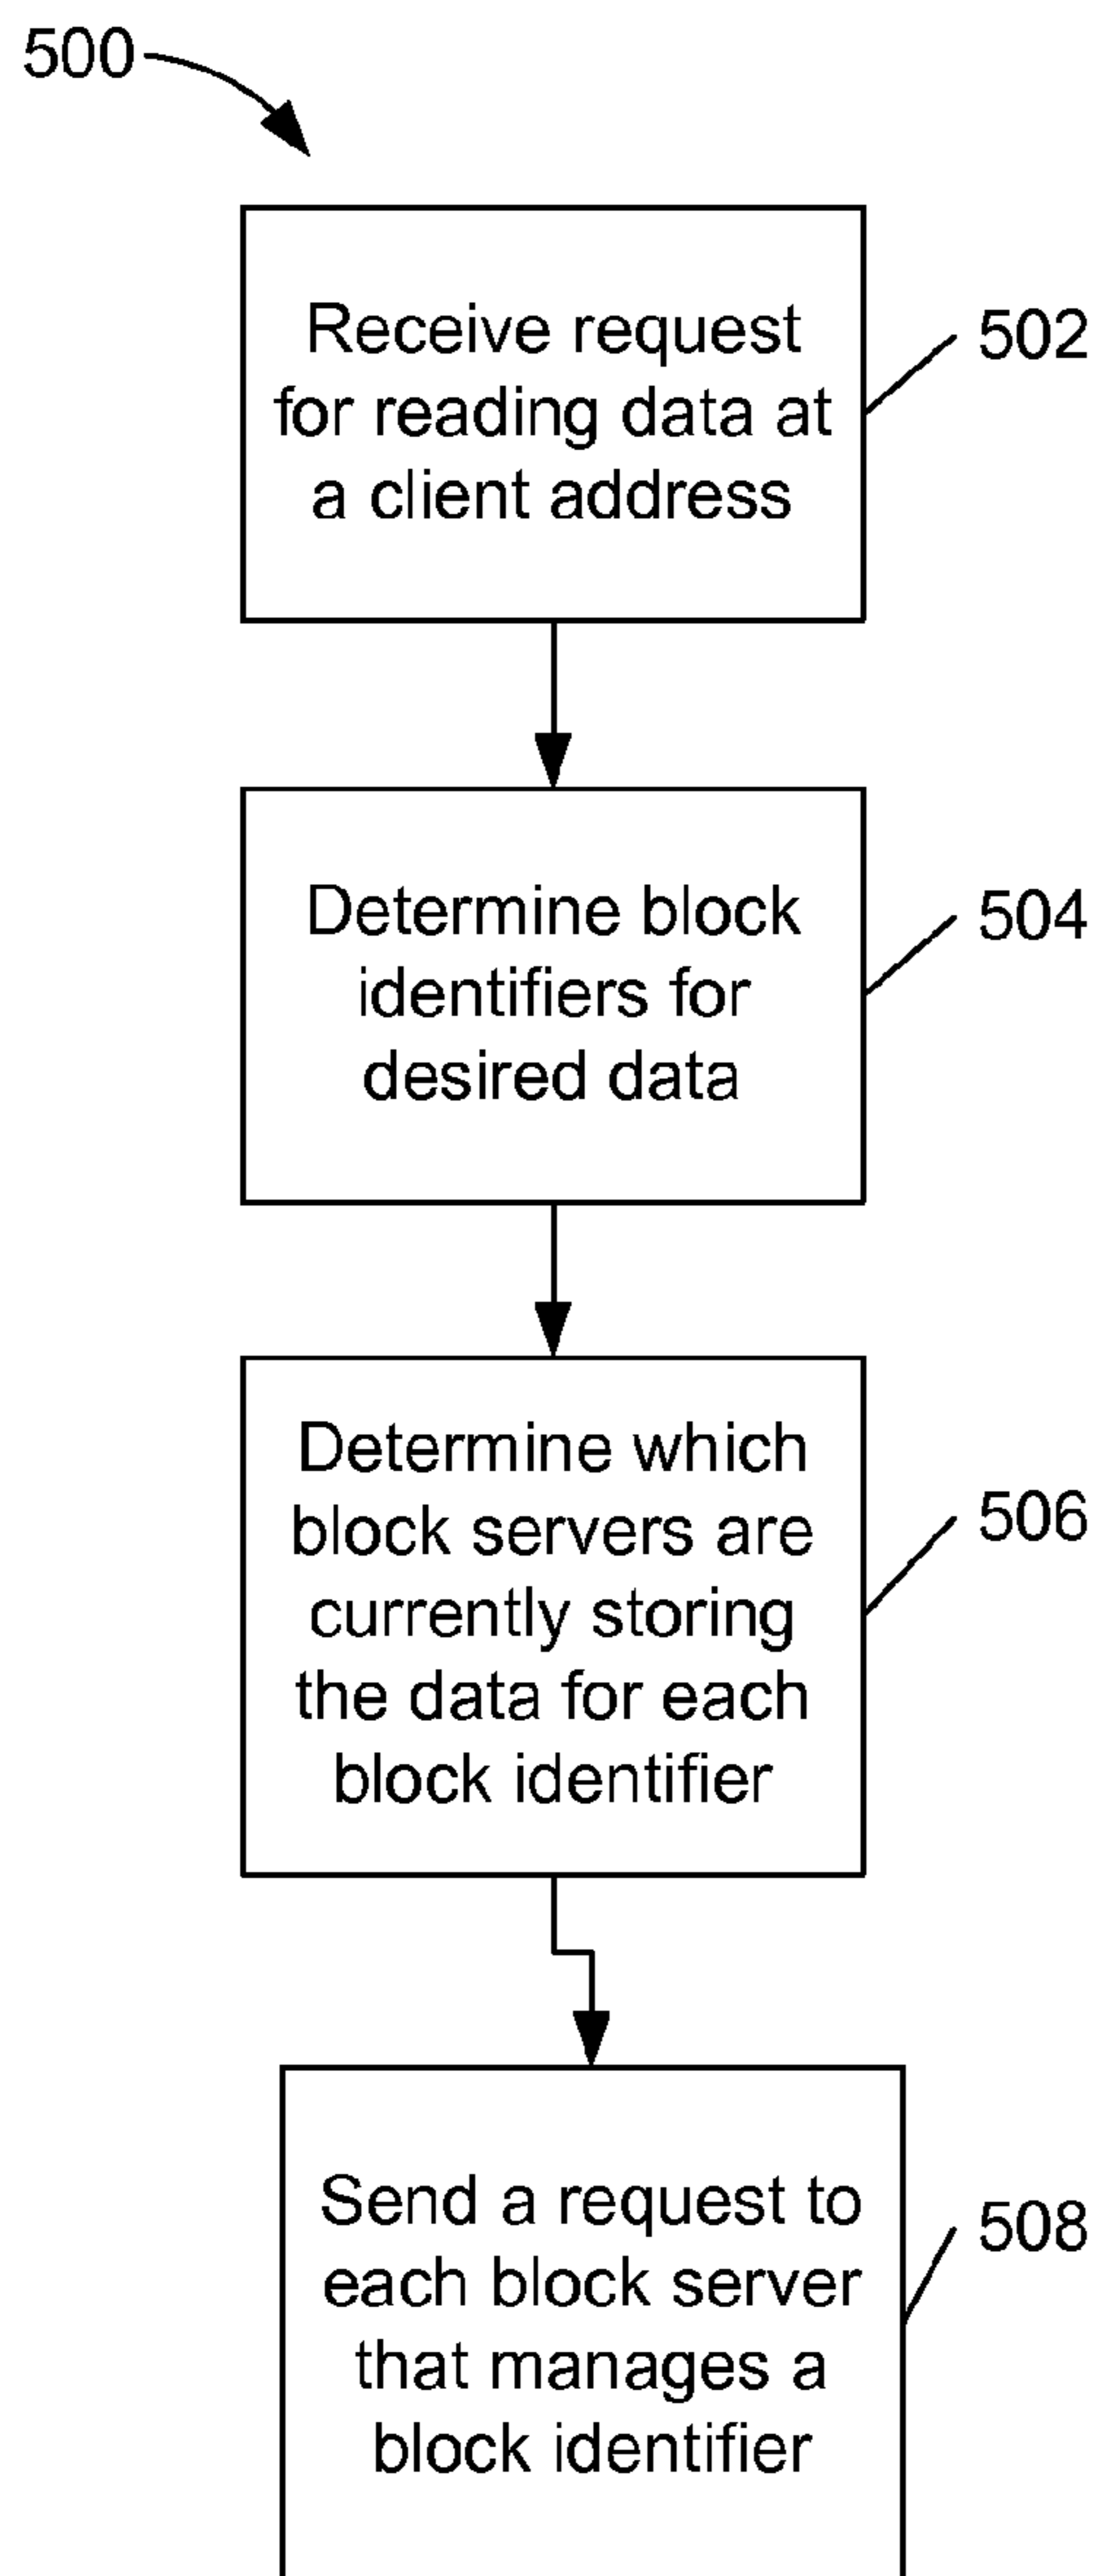 500
Receive request
for reading data at
a client address
502
Determine block
identifiers for
desired data
504
Determine which
block servers are
currently storing
the data for each
block identifier
506
Send a request to
each block server
that manages a
block identifier
508